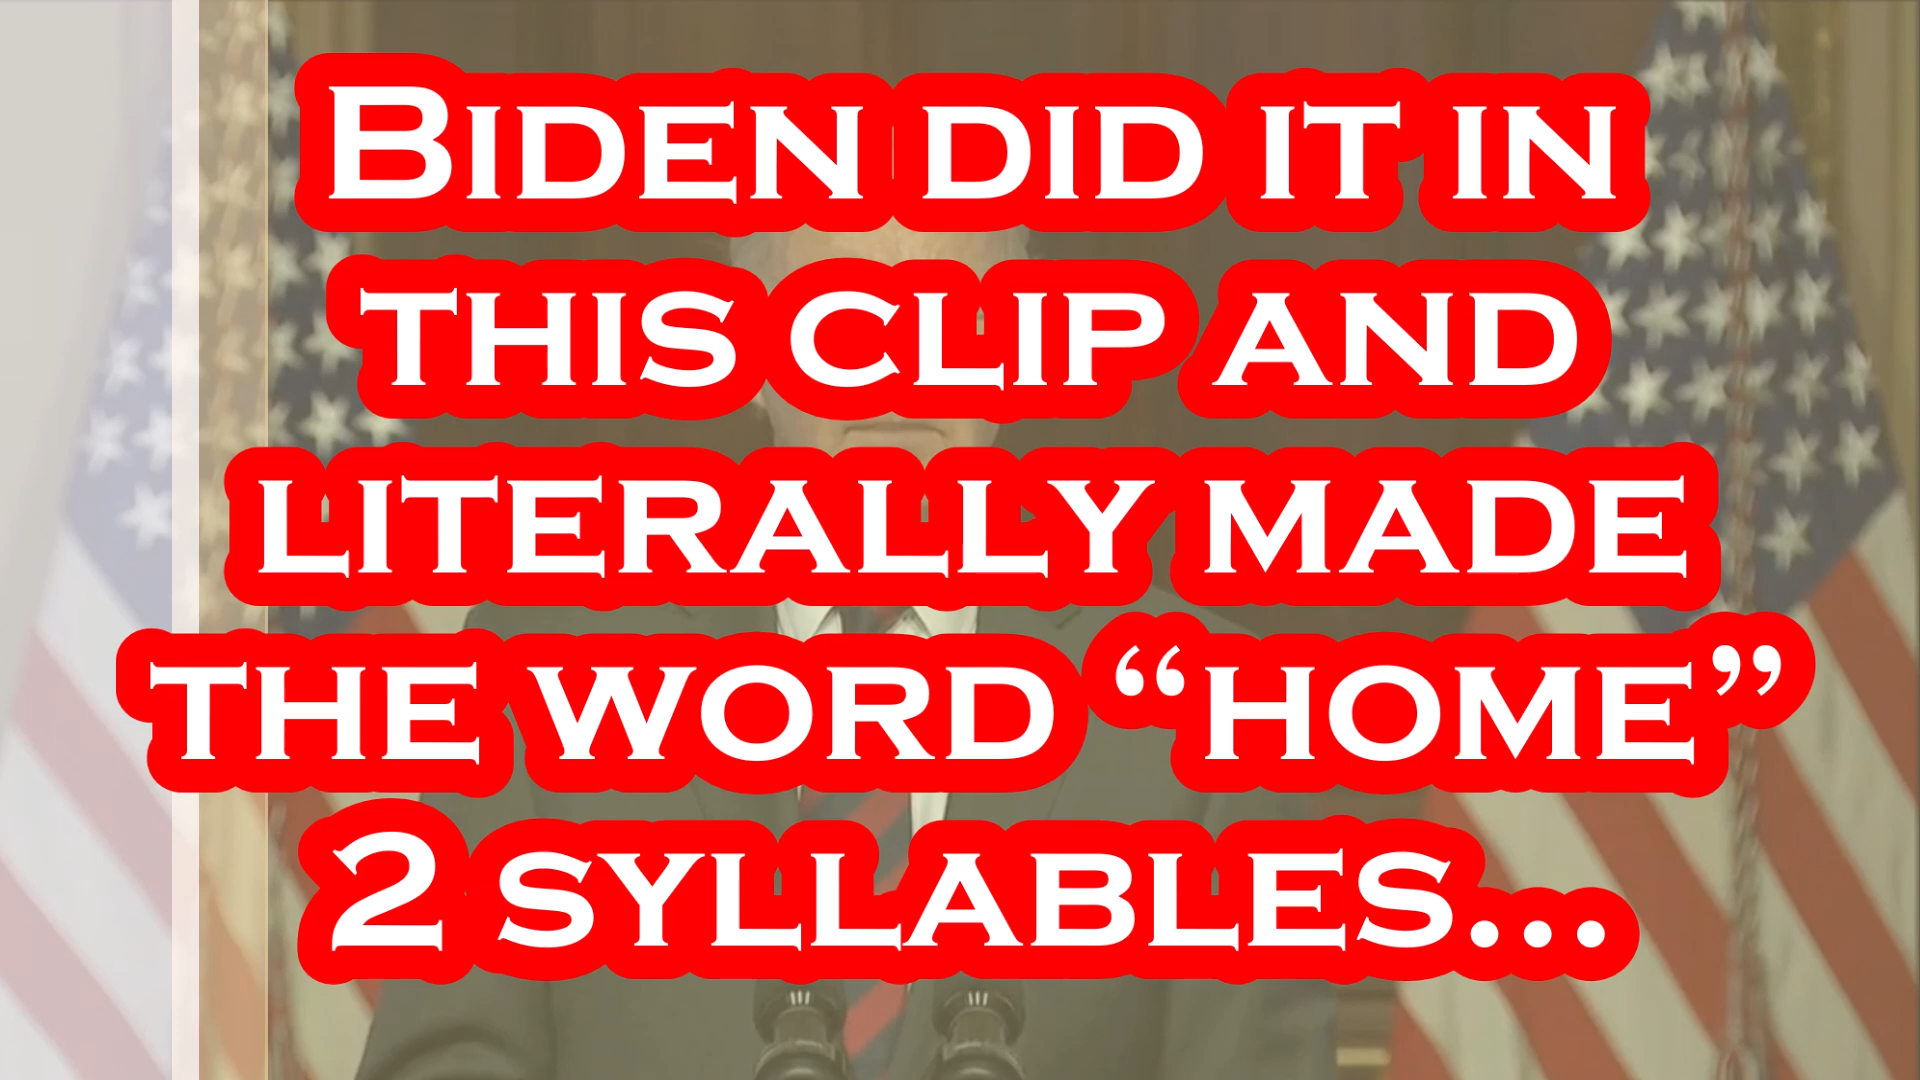 Biden did it in
this clip and
literally made
the word “home”
2 syllables...